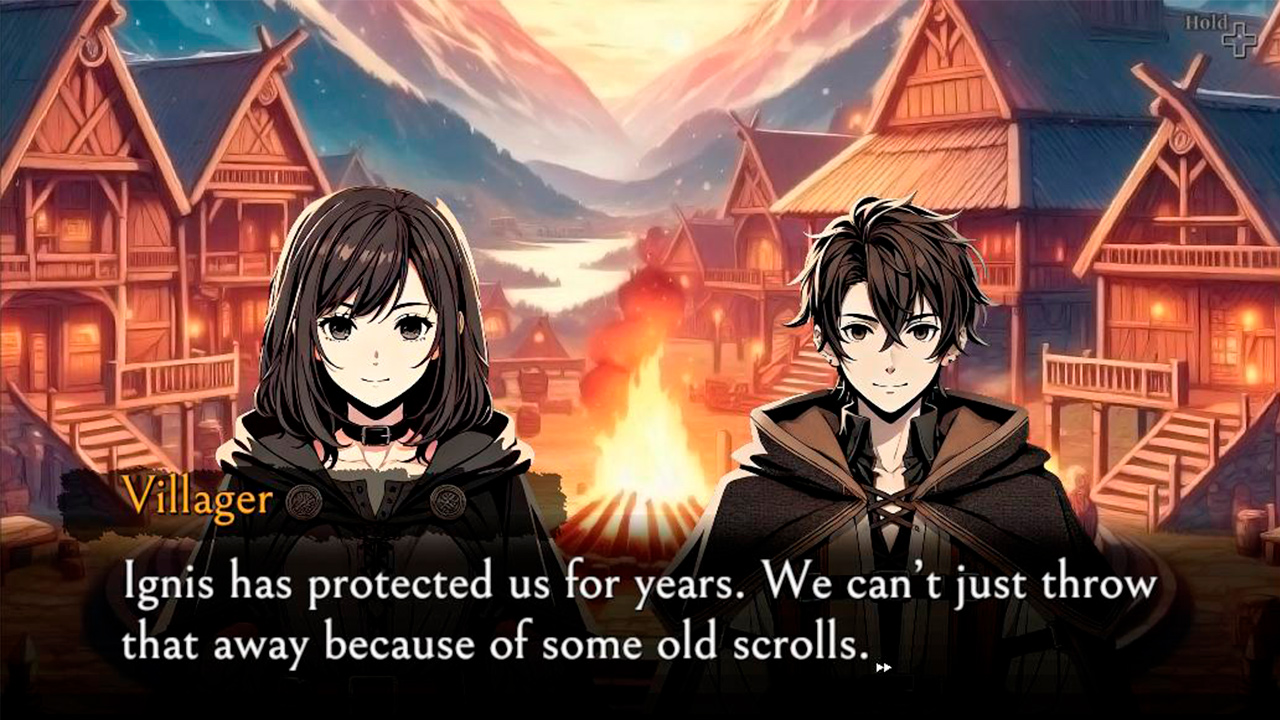 Hold
Villager
Ignis has protected us for years. We can't just throw
that away because of some old scrolls.